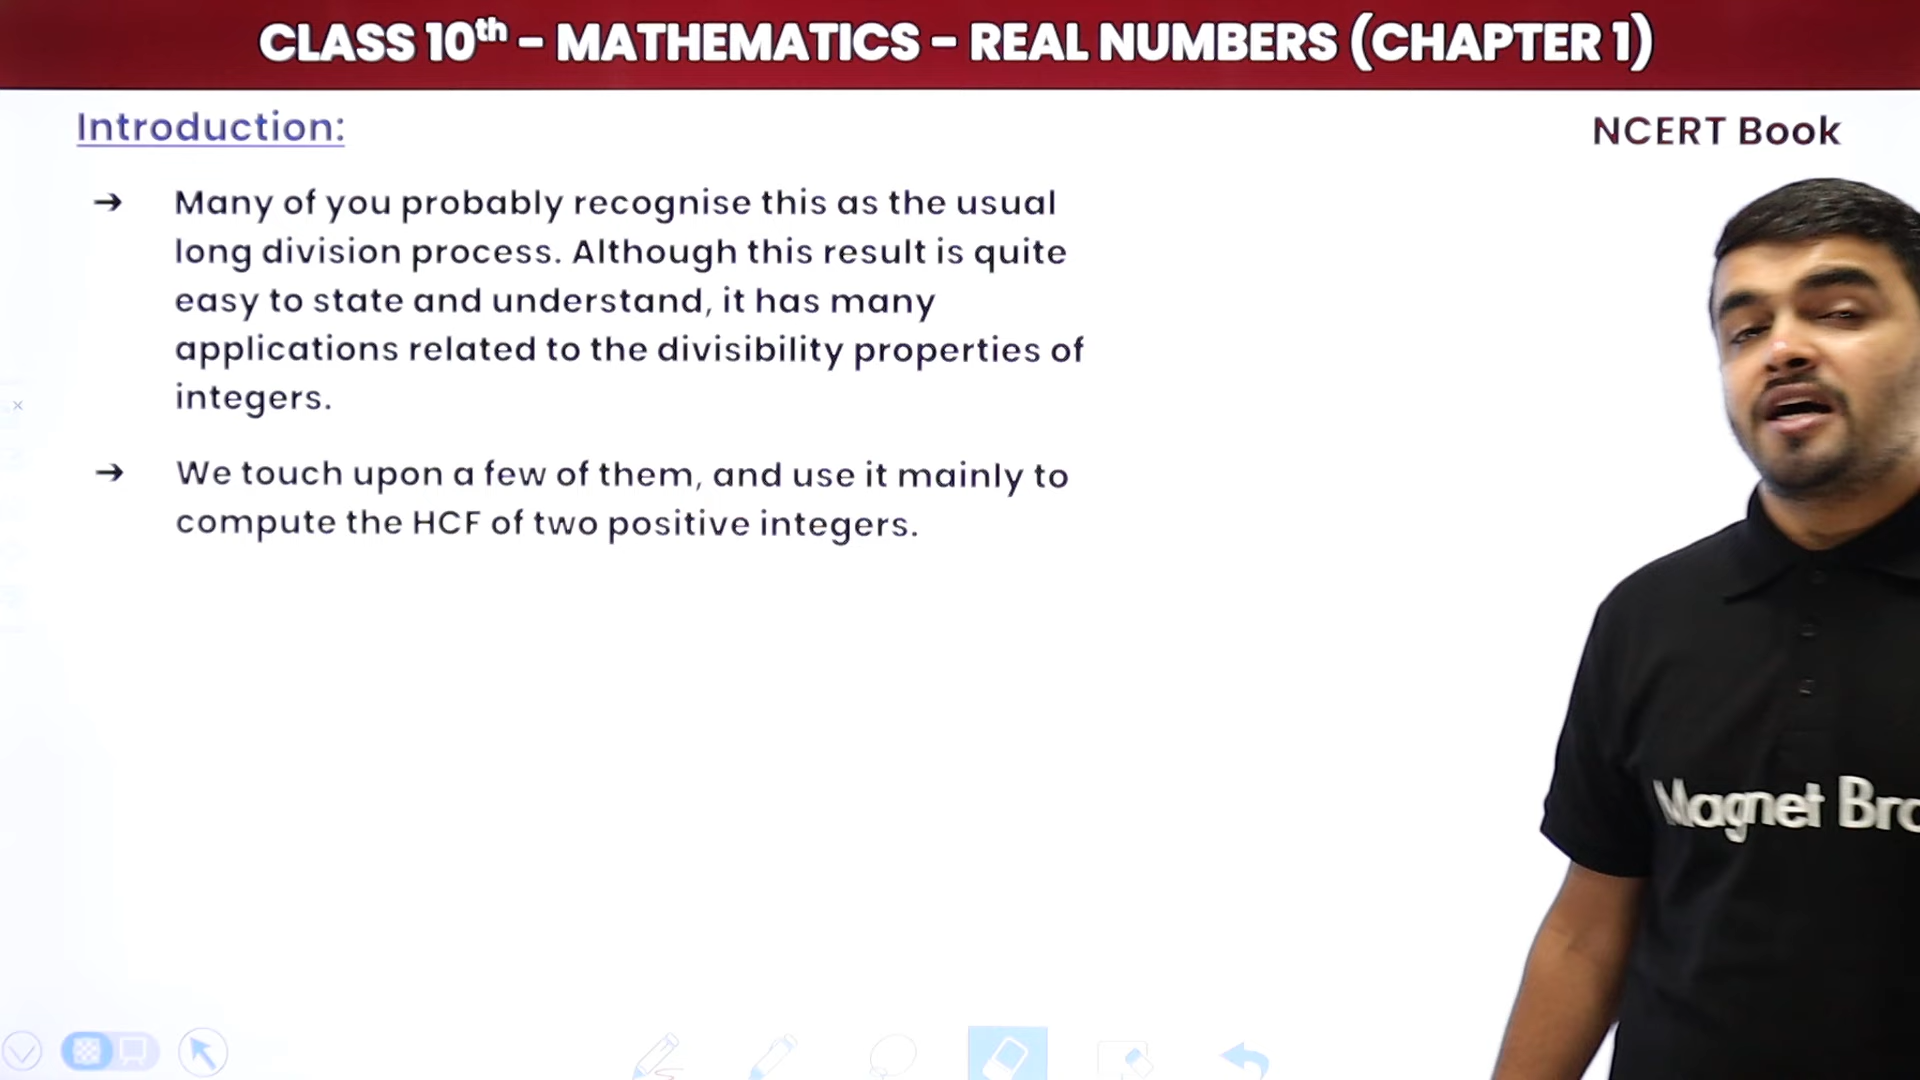 CLASS 10th - MATHEMATICS - REAL NUMBERS (CHAPTER 1)
Introduction:
NCERT Book
→ Many of you probably recognise this as the usual
long division process. Although this result is quite
easy to state and understand, it has many
applications related to the divisibility properties of
integers.
→ We touch upon a few of them, and use it mainly to
compute the HCF of two positive integers.
Magnet Bro